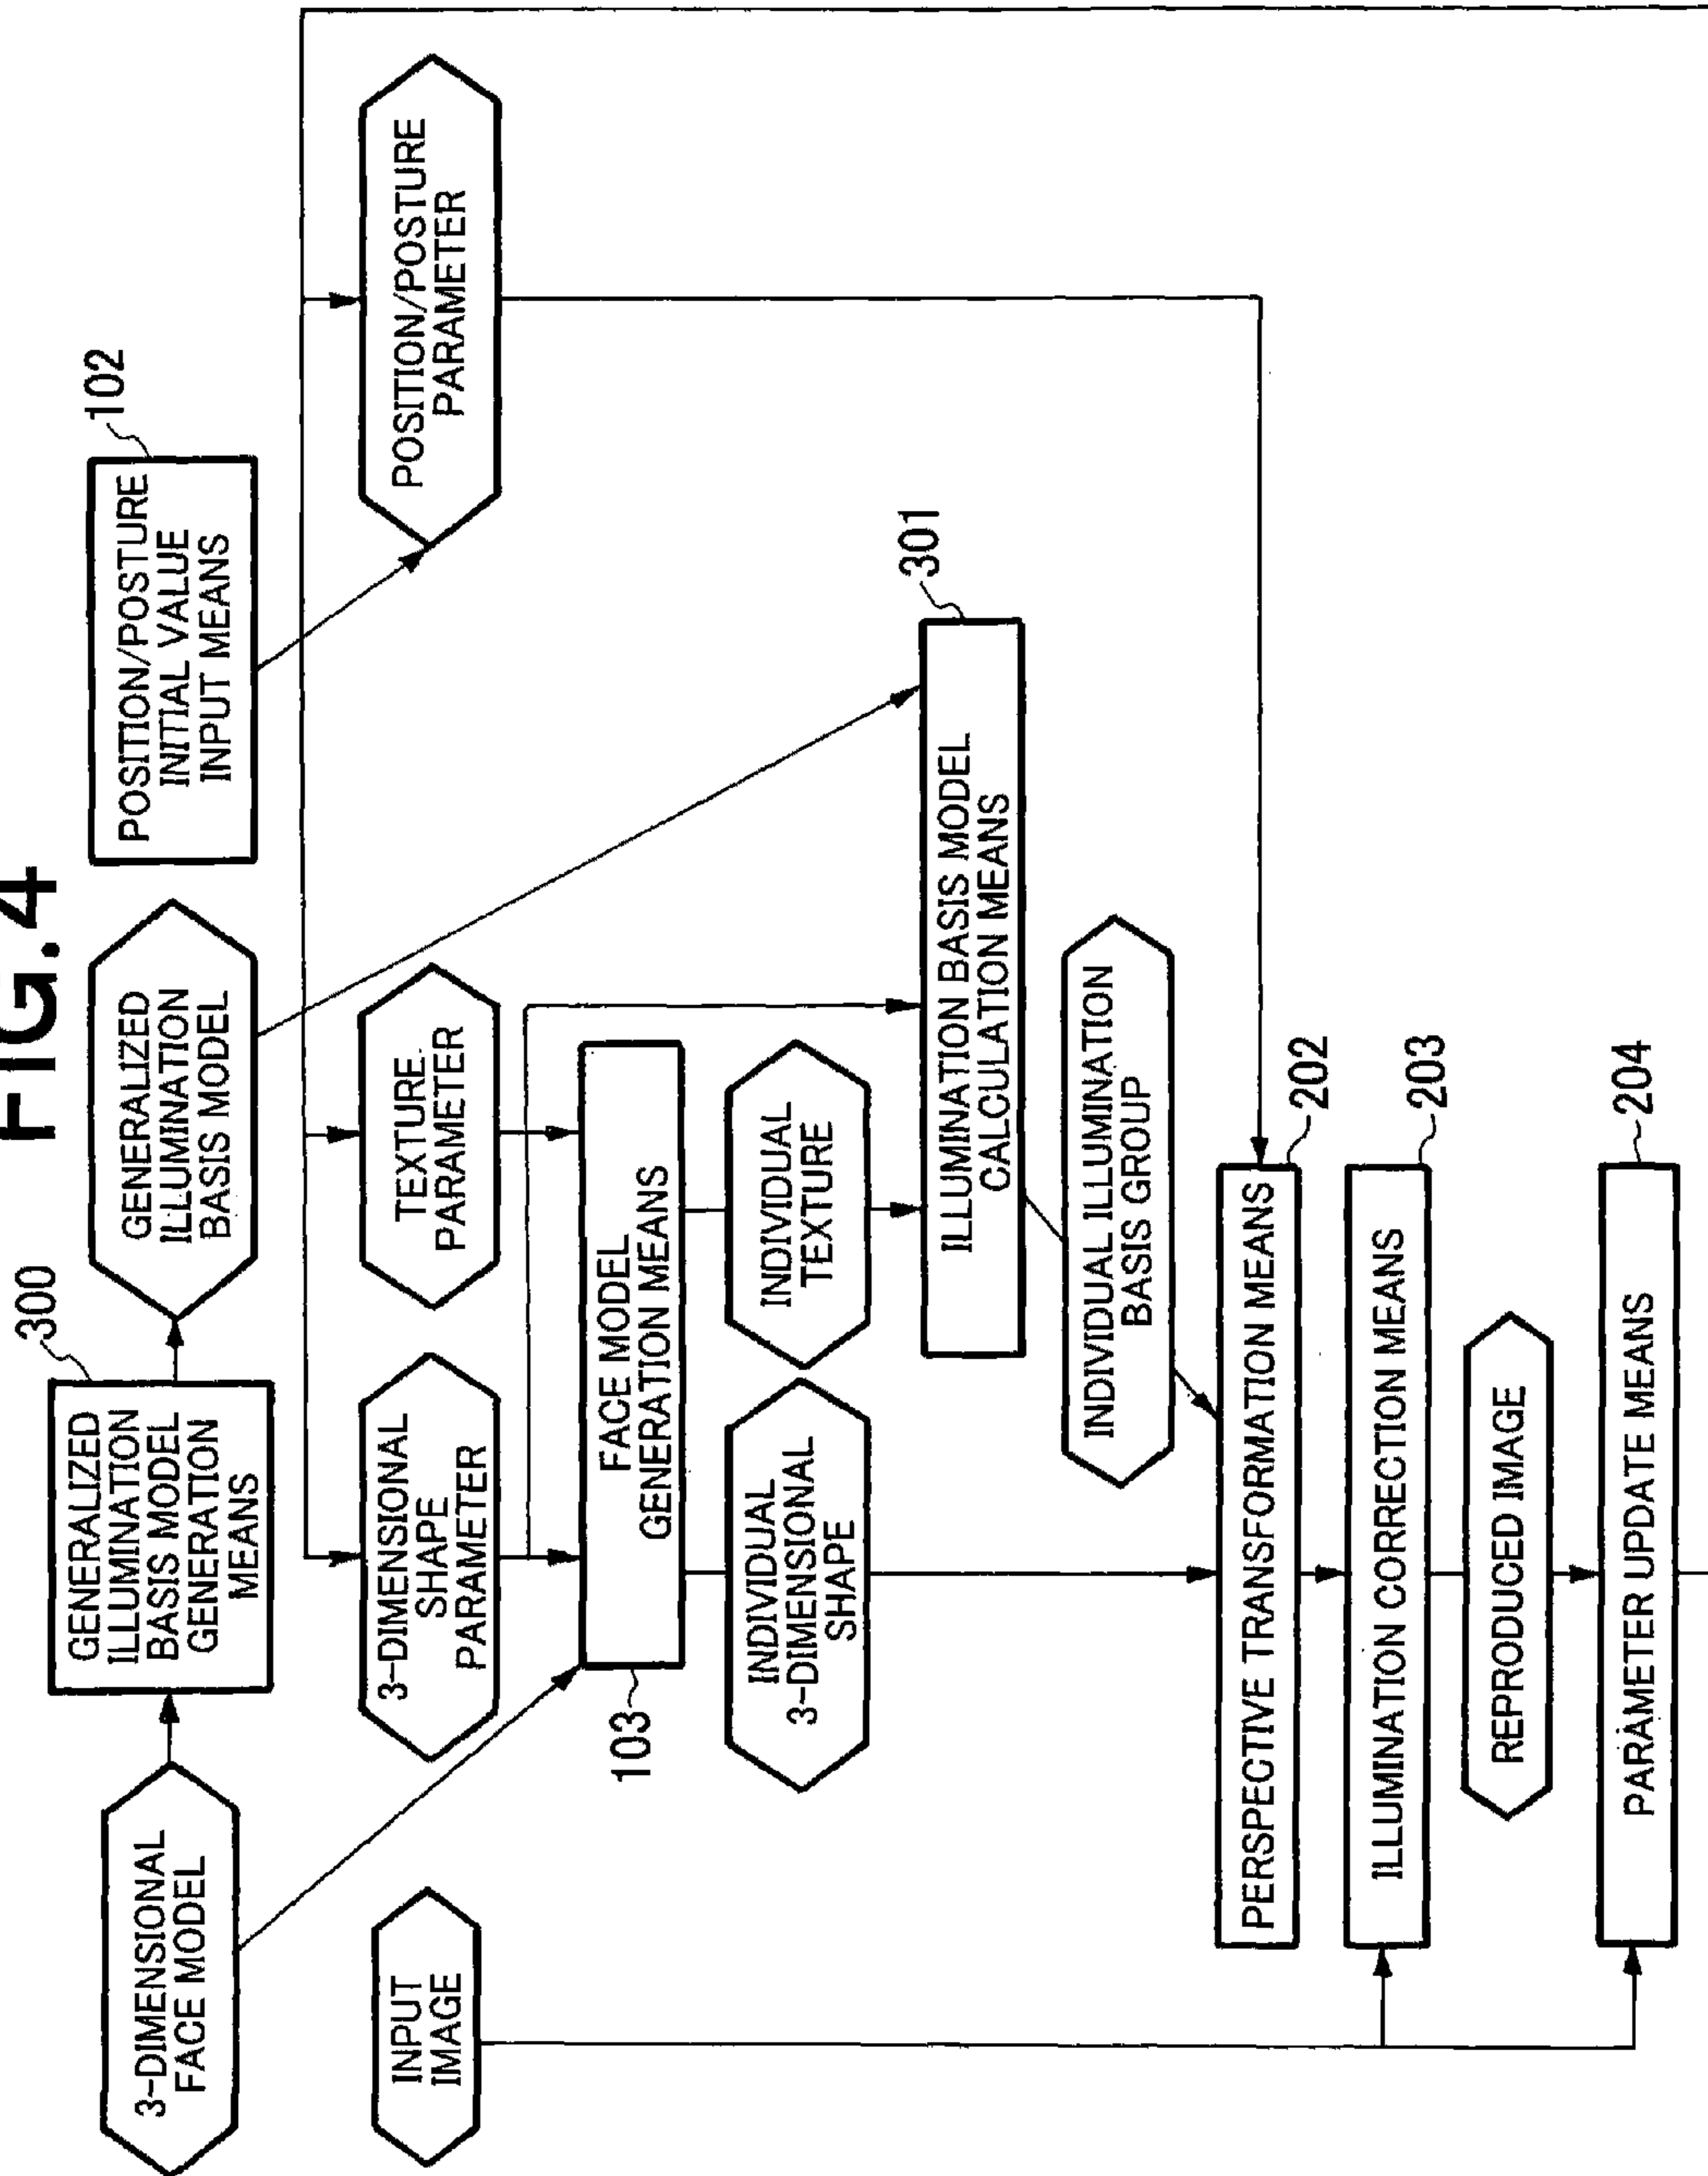 FIG.4
3-DIMENSIONAL
FACE MODEL
300
GENERALIZED
ILLUMINATION
BASIS MODEL
GENERATION
MEANS
GENERALIZED
ILLUMINATION
BASIS MODEL
102
POSITION/POSTURE
INITIAL VALUE
INPUT MEANS
INPUT
IMAGE
3-DIMENSIONAL
SHAPE
PARAMETER
TEXTURE
PARAMETER
POSITION/POSTURE
PARAMETER
103
FACE MODEL
GENERATION MEANS
INDIVIDUAL
3-DIMENSIONAL
SHAPE
INDIVIDUAL
TEXTURE
301
ILLUMINATION BASIS MODEL
CALCULATION MEANS
INDIVIDUAL ILLUMINATION
BASIS GROUP
PERSPECTIVE TRANSFORMATION MEANS
202
ILLUMINATION CORRECTION MEANS
203
REPRODUCED IMAGE
PARAMETER UPDATE MEANS
204